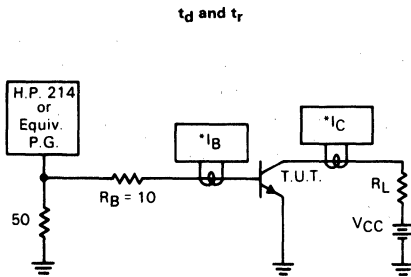 td and tr
H.P. 214
or
Equiv.
P.G.
*IB
*IC
T.U.T.
RL
RB = 10
50
VCC